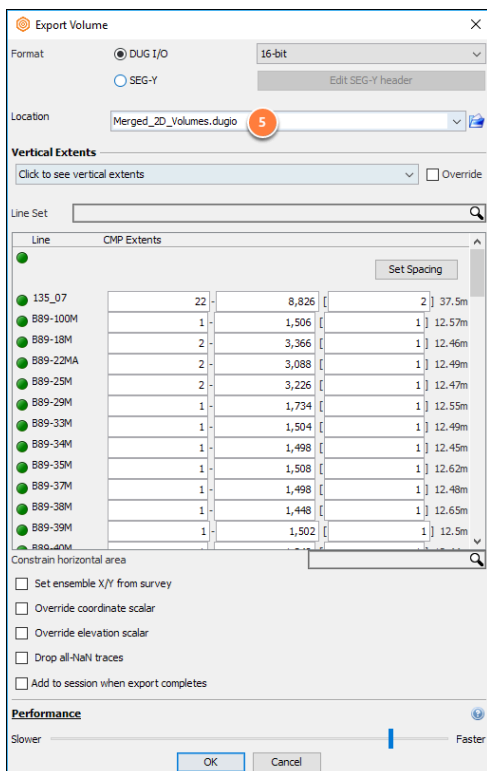 Export Volume
Format DUG I/O 16-bit
SEG-Y Edit SEG-Y header
Location Merged_2D_Volumes.dugio 5
Vertical Extents
Click to see vertical extents Override
Line Set
Line CMP Extents
Set Spacing
135_07 22 - 8,826 [ 2 ] 37.5m
B89-100M 1 - 1,506 [ 1 ] 12.57m
B89-18M 2 - 3,366 [ 1 ] 12.46m
B89-22MA 2 - 3,088 [ 1 ] 12.49m
B89-25M 2 - 3,226 [ 1 ] 12.47m
B89-29M 1 - 1,734 [ 1 ] 12.55m
B89-33M 1 - 1,504 [ 1 ] 12.49m
B89-34M 1 - 1,498 [ 1 ] 12.45m
B89-35M 1 - 1,508 [ 1 ] 12.62m
B89-37M 1 - 1,498 [ 1 ] 12.48m
B89-38M 1 - 1,448 [ 1 ] 12.65m
B89-39M 1 - 1,502 [ 1 ] 12.5m
B89-40M
Constrain horizontal area
Set ensemble X/Y from survey
Override coordinate scalar
Override elevation scalar
Drop all-NaN traces
Add to session when export completes
Performance
Slower Faster
OK Cancel